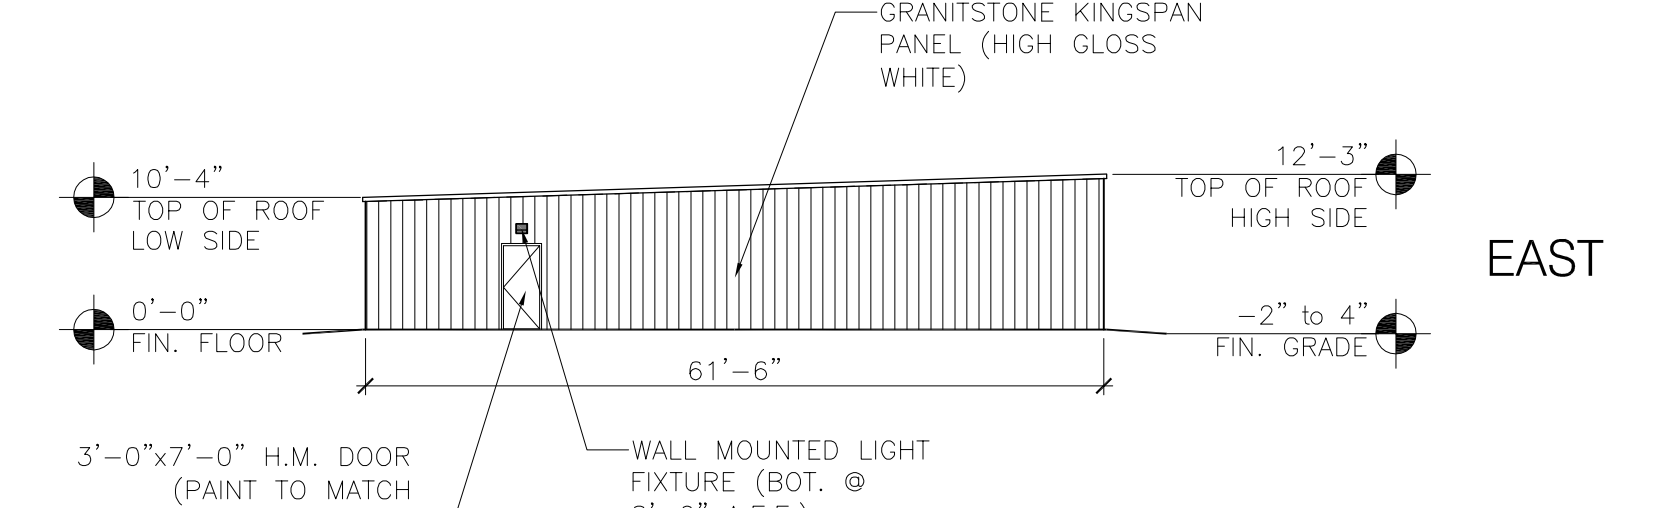 GRANITSTONE KINGSPAN
PANEL (HIGH GLOSS
WHITE)
10'-4"
TOP OF ROOF
LOW SIDE
12'-3"
TOP OF ROOF
HIGH SIDE
EAST
0'-0"
FIN. FLOOR
-2" to 4"
FIN. GRADE
61'-6"
3'-0"x7'-0" H.M. DOOR
(PAINT TO MATCH
WALL MOUNTED LIGHT
FIXTURE (BOT. @